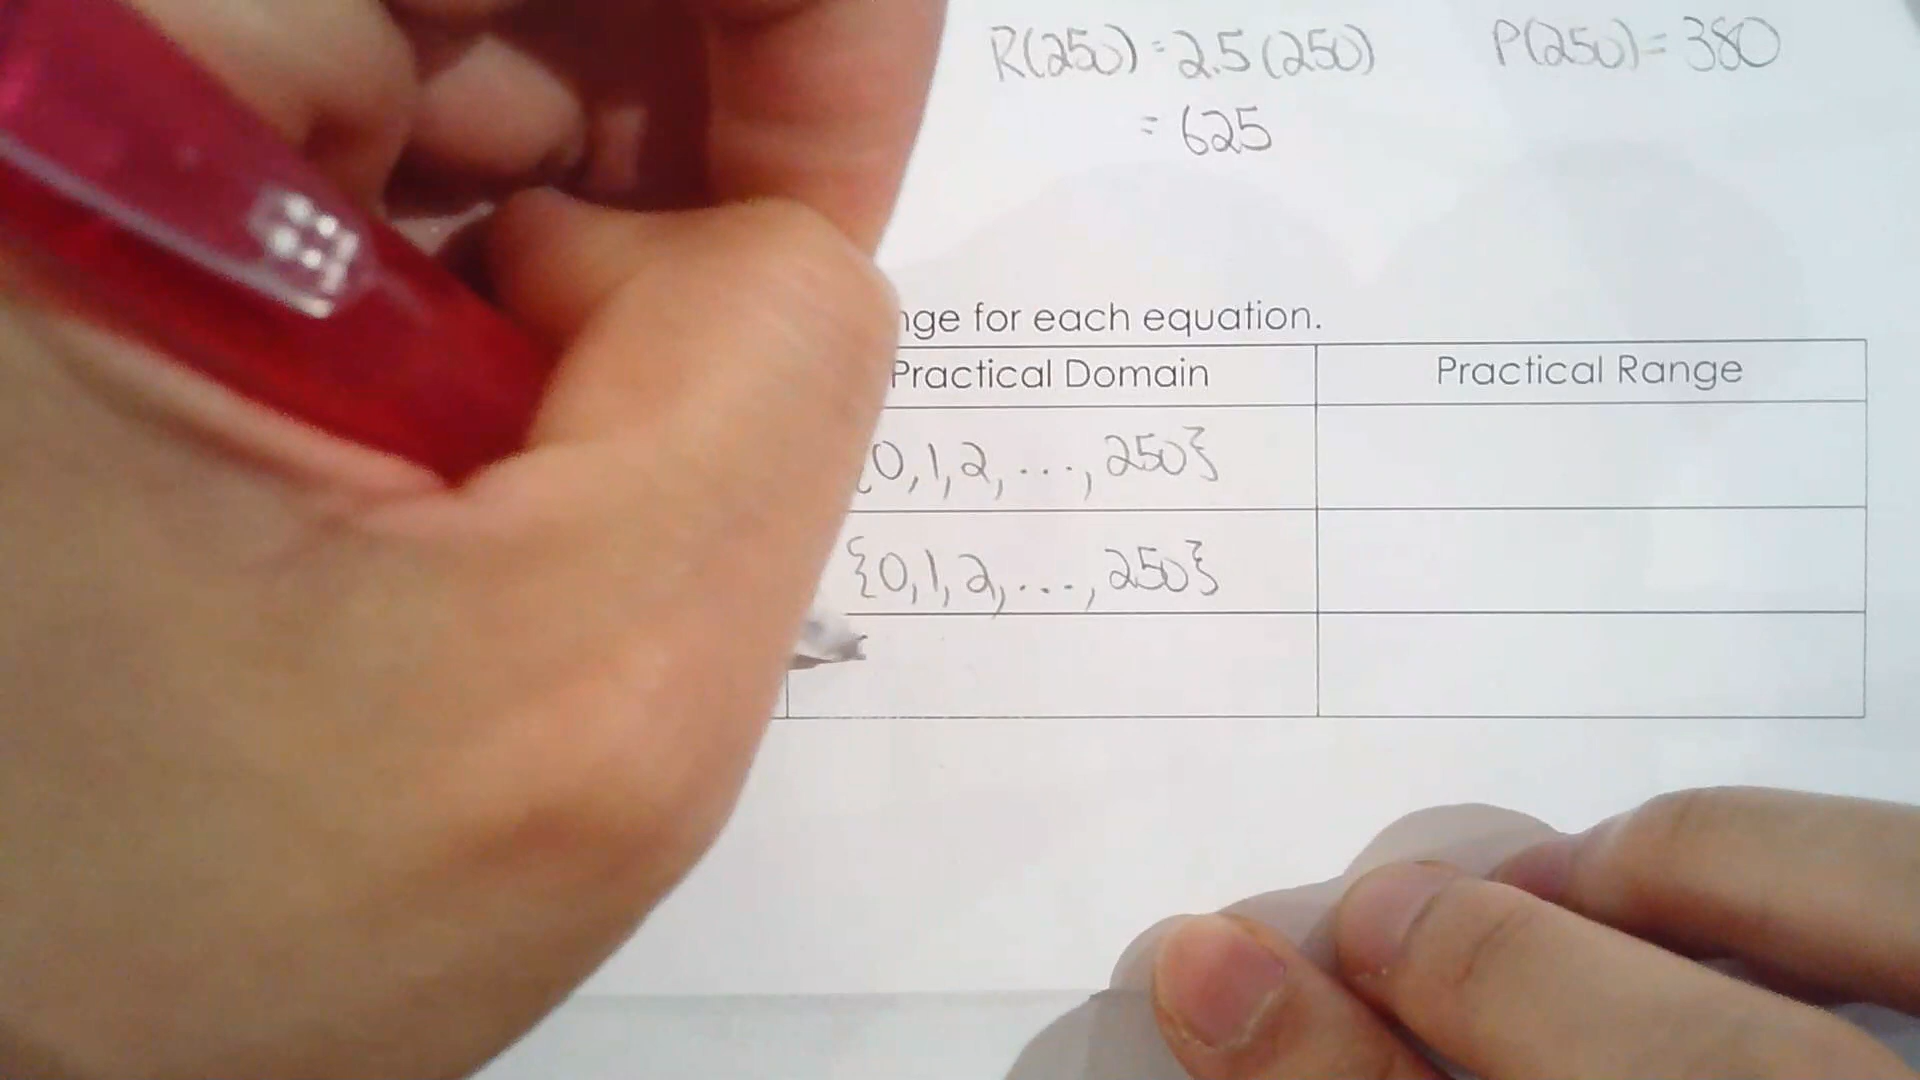 R(250) = 2.5(250) P(250) = 380
= 625
for each equation.
Practical Domain Practical Range
{0,1,2, ..., 250}
{0,1,2, ..., 250}